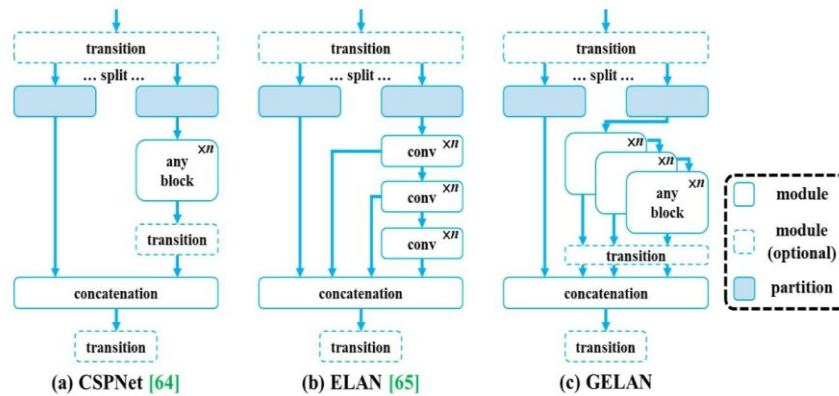 transition
... split ...
×n
any
block
transition
concatenation
transition
(a) CSPNet [64]
transition
... split ...
conv ×n
conv ×n
conv ×n
concatenation
transition
(b) ELAN [65]
transition
... split ...
×n
×n
×n
any
block
transition
concatenation
transition
(c) GELAN
module
module
(optional)
partition